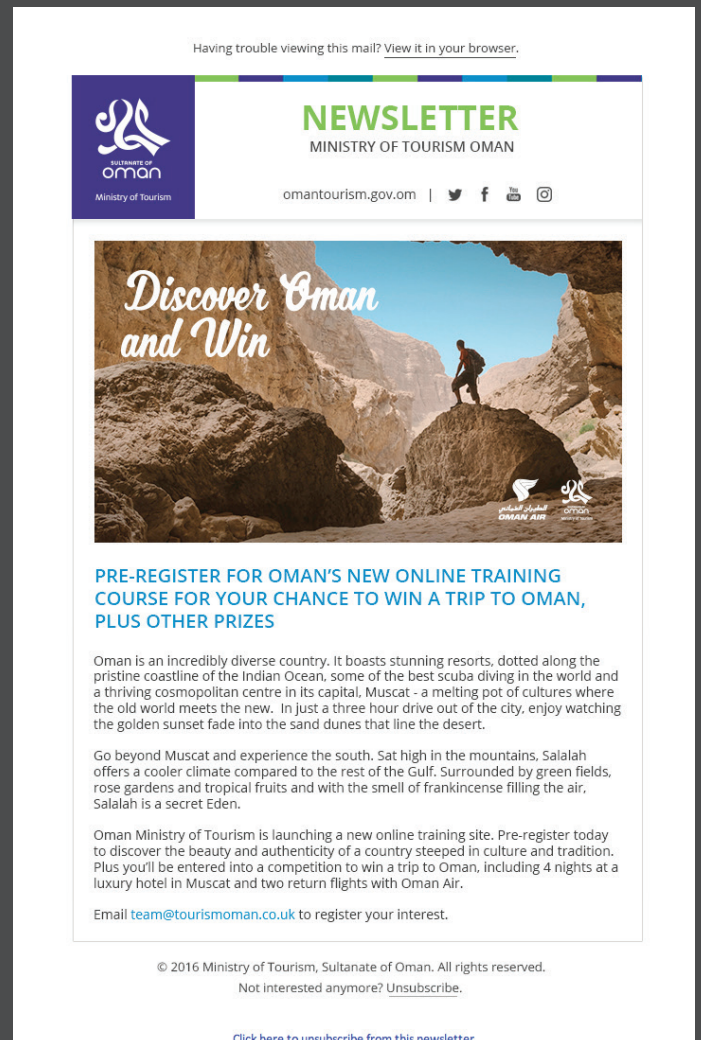 Having trouble viewing this mail? View it in your browser.
SULTANATE OF
oman
Ministry of Tourism
NEWSLETTER
MINISTRY OF TOURISM OMAN
omantourism.gov.om |
You
Tube
Discover Oman
and Win
الطيران العماني
OMAN AIR
oman
PRE-REGISTER FOR OMAN’S NEW ONLINE TRAINING
COURSE FOR YOUR CHANCE TO WIN A TRIP TO OMAN,
PLUS OTHER PRIZES
Oman is an incredibly diverse country. It boasts stunning resorts, dotted along the
pristine coastline of the Indian Ocean, some of the best scuba diving in the world and
a thriving cosmopolitan centre in its capital, Muscat - a melting pot of cultures where
the old world meets the new. In just a three hour drive out of the city, enjoy watching
the golden sunset fade into the sand dunes that line the desert.
Go beyond Muscat and experience the south. Sat high in the mountains, Salalah
offers a cooler climate compared to the rest of the Gulf. Surrounded by green fields,
rose gardens and tropical fruits and with the smell of frankincense filling the air,
Salalah is a secret Eden.
Oman Ministry of Tourism is launching a new online training site. Pre-register today
to discover the beauty and authenticity of a country steeped in culture and tradition.
Plus you’ll be entered into a competition to win a trip to Oman, including 4 nights at a
luxury hotel in Muscat and two return flights with Oman Air.
Email team@tourismoman.co.uk to register your interest.
© 2016 Ministry of Tourism, Sultanate of Oman. All rights reserved.
Not interested anymore? Unsubscribe.
Click here to unsubscribe from this newsletter